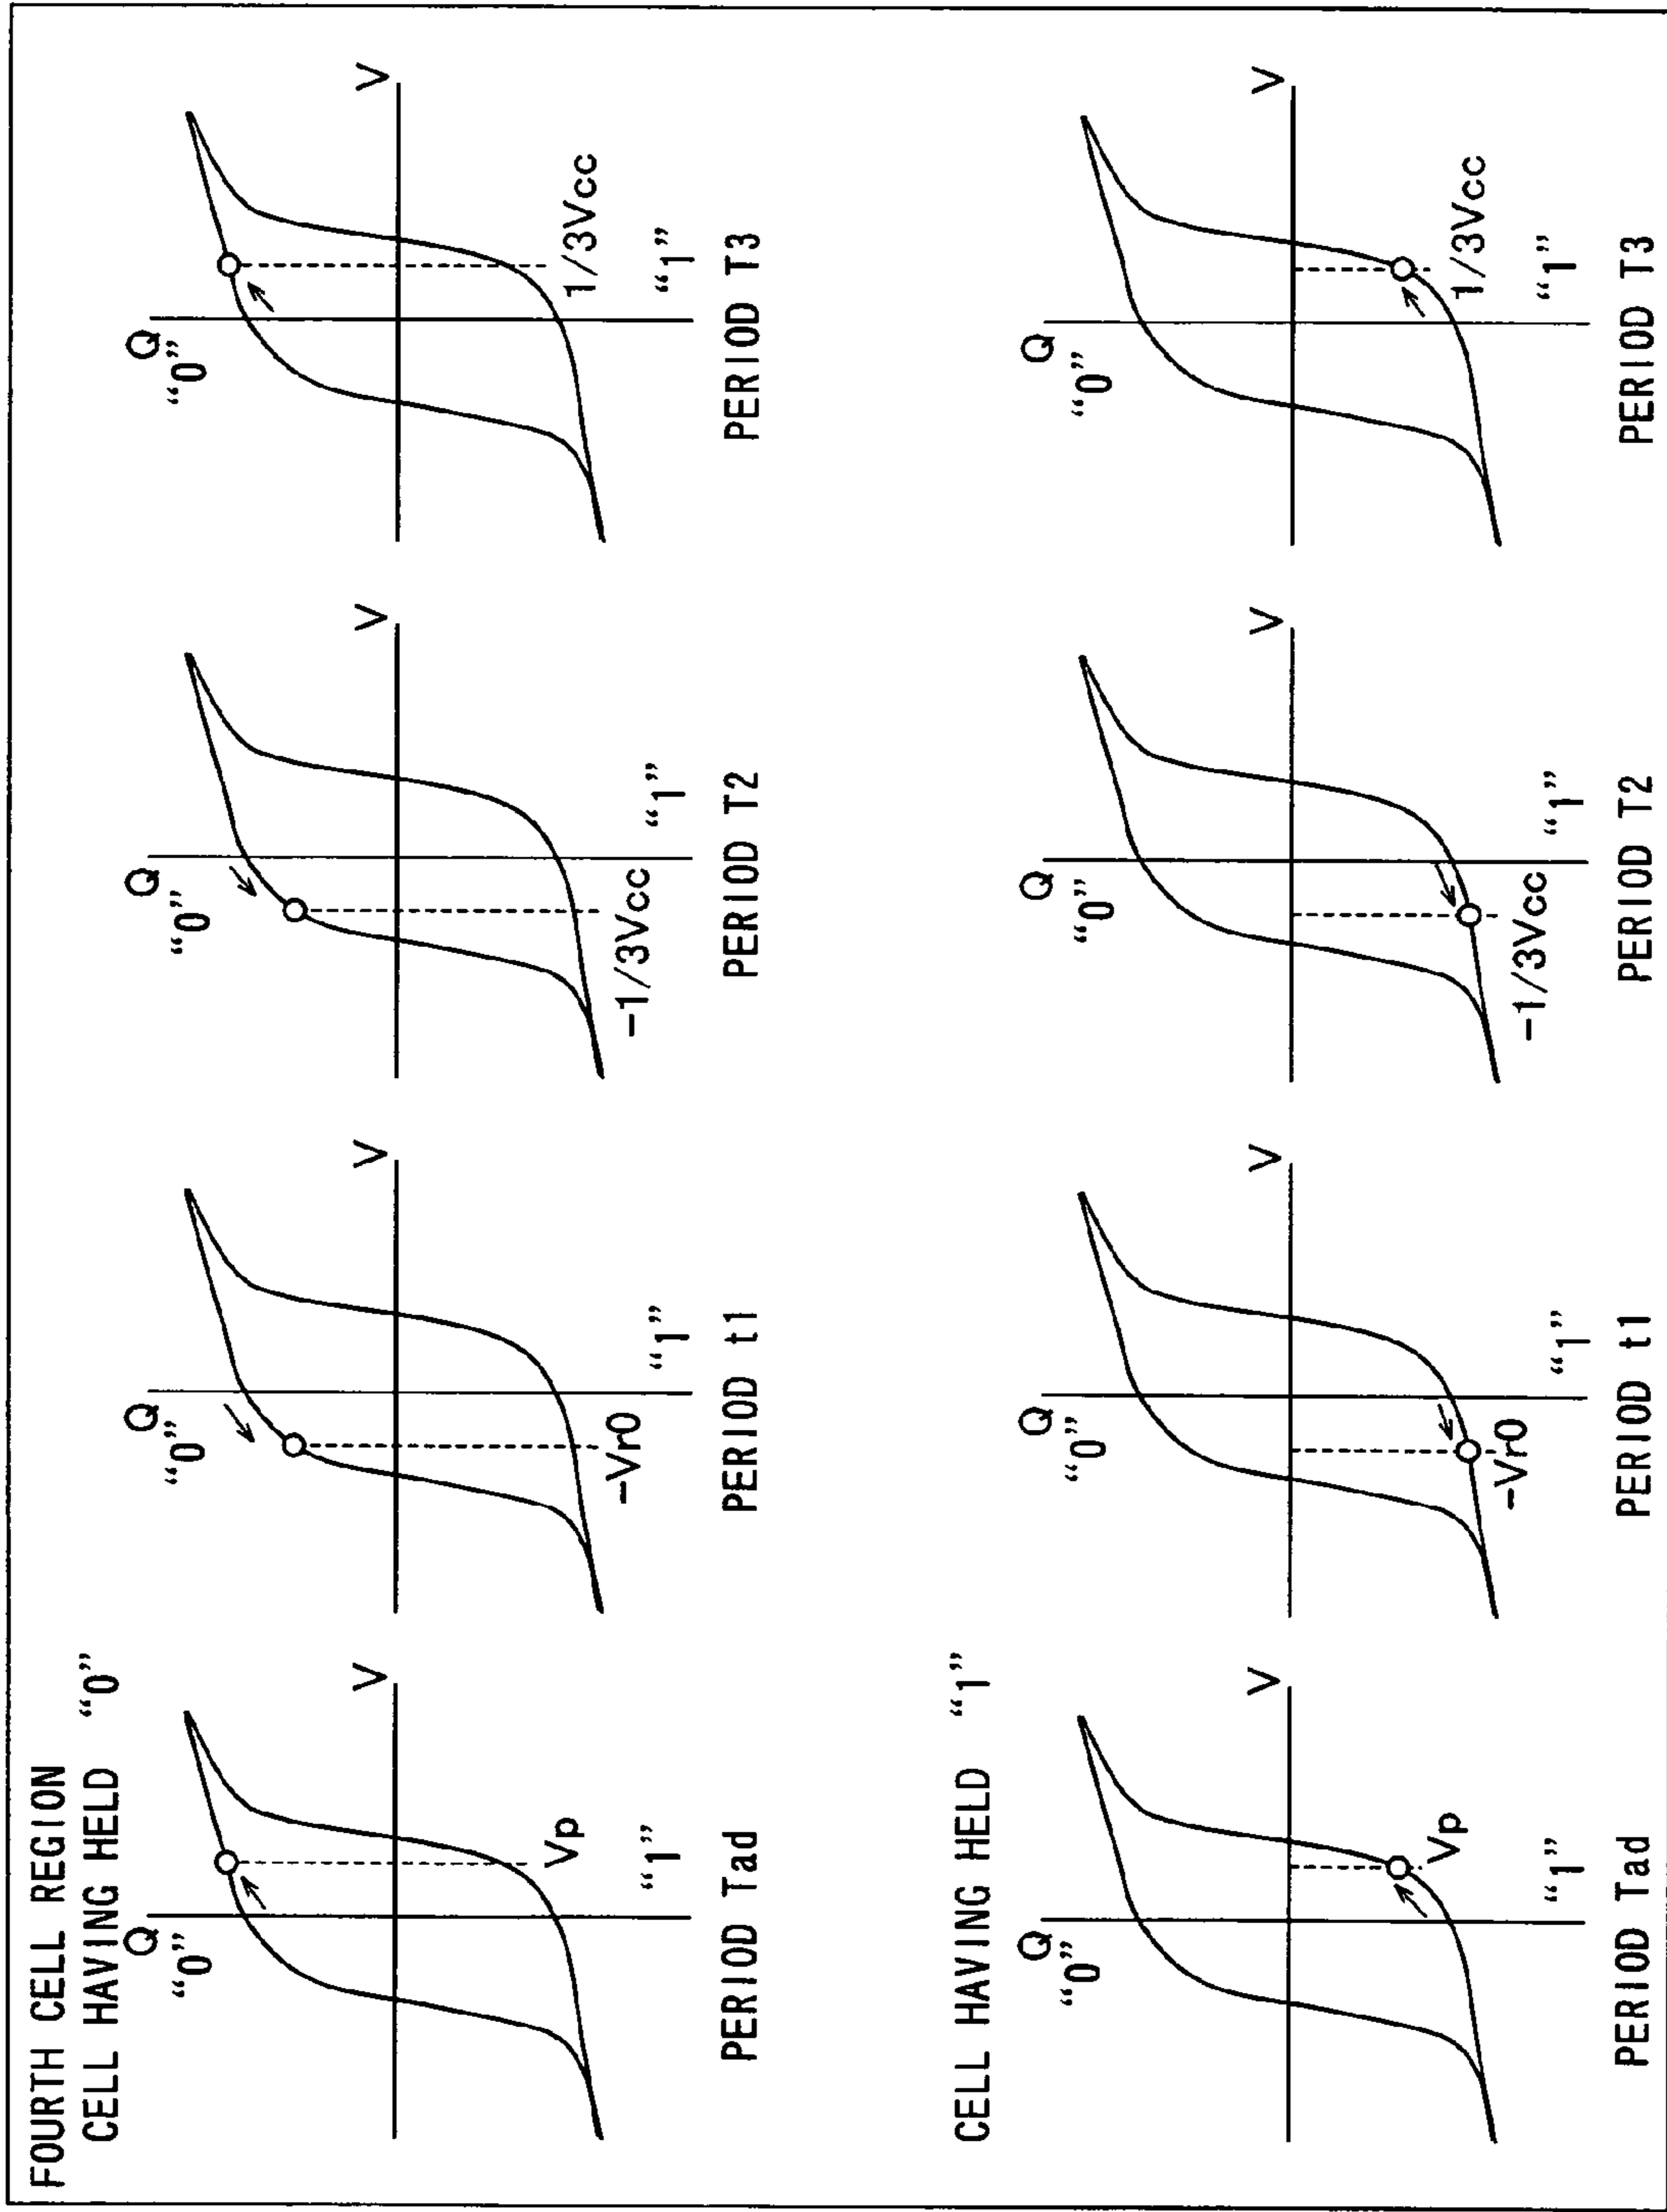 FOURTH CELL REGION
CELL HAVING HELD “0”
Q
“0”
V
Vp
“1”
PERIOD Tad
Q
“0”
V
-Vr0
“1”
PERIOD t1
Q
“0”
V
-1/3Vcc
“1”
PERIOD T2
Q
“0”
V
1/3Vcc
“1”
PERIOD T3
CELL HAVING HELD “1”
Q
“0”
V
Vp
“1”
PERIOD Tad
Q
“0”
V
-Vr0
“1”
PERIOD t1
Q
“0”
V
-1/3Vcc
“1”
PERIOD T2
Q
“0”
V
1/3Vcc
“1”
PERIOD T3